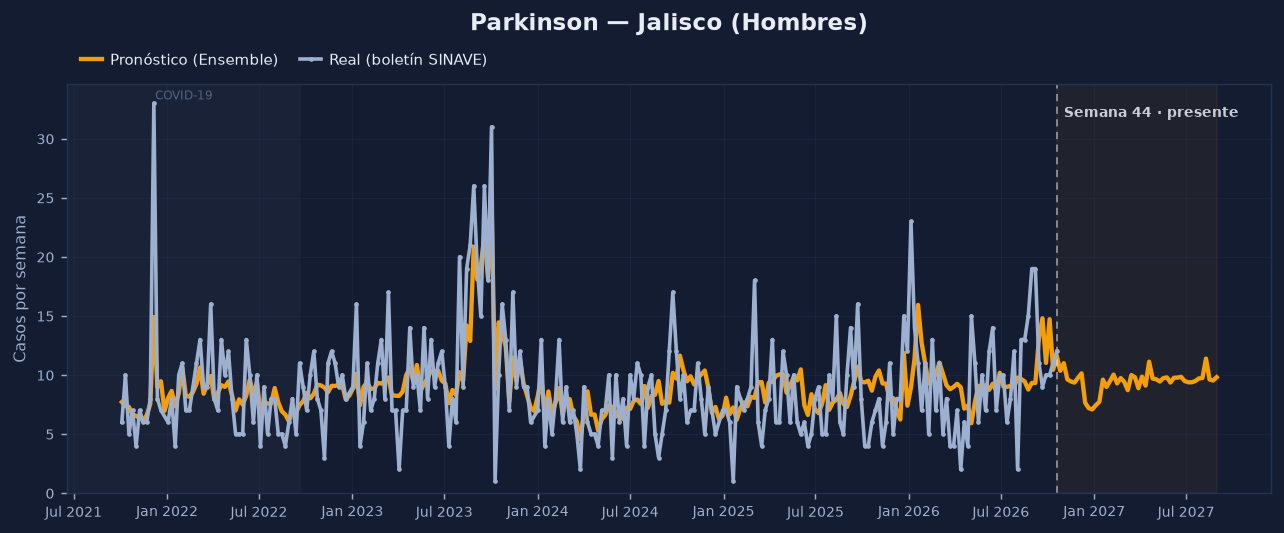 Parkinson — Jalisco (Hombres)
Pronóstico (Ensemble)
Real (boletín SINAVE)
COVID-19
Semana 44 · presente
Casos por semana
30
25
20
15
10
5
0
Jul 2021
Jan 2022
Jul 2022
Jan 2023
Jul 2023
Jan 2024
Jul 2024
Jan 2025
Jul 2025
Jan 2026
Jul 2026
Jan 2027
Jul 2027